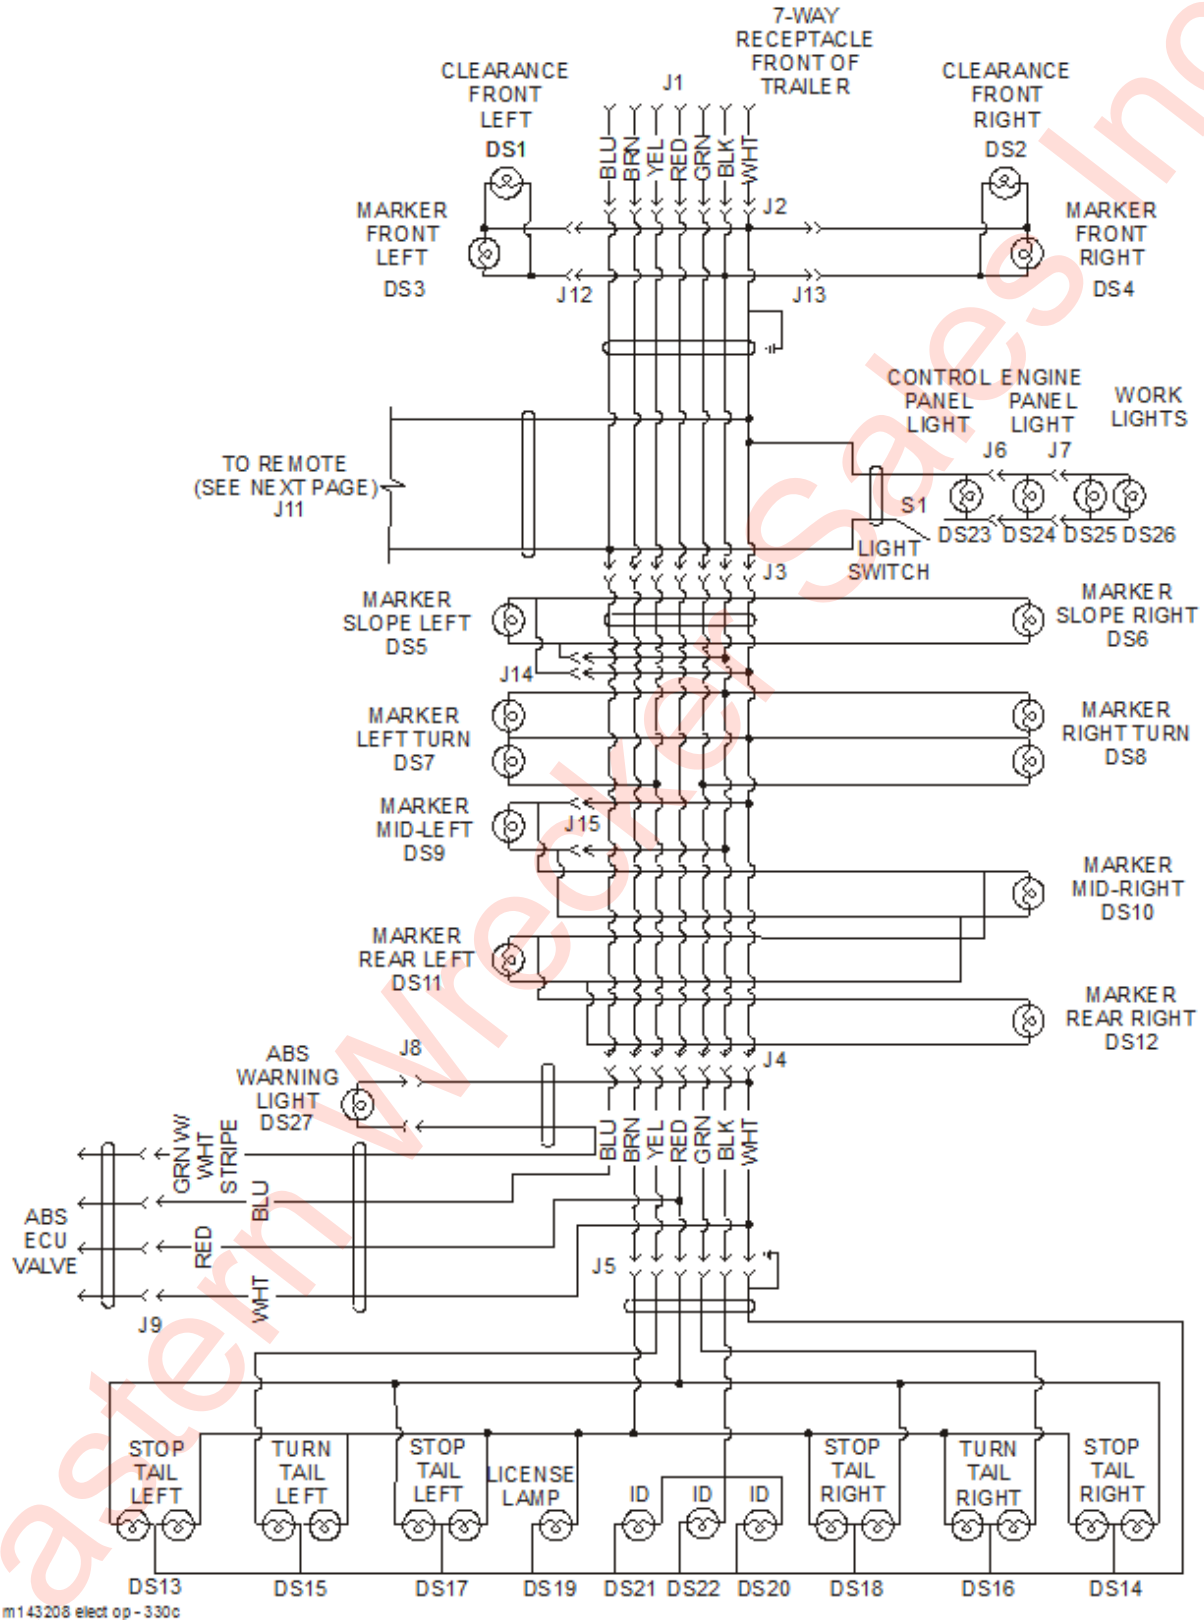 7-WAY
RECEPTACLE
FRONT OF
TRAILER
CLEARANCE
FRONT
LEFT
DS1
J1
CLEARANCE
FRONT
RIGHT
DS2
BLU
BRN
YEL
RED
GRN
BLK
WHT
J2
MARKER
FRONT
LEFT
DS3
MARKER
FRONT
RIGHT
DS4
J12
J13
CONTROL
PANEL
LIGHT
ENGINE
PANEL
LIGHT
WORK
LIGHTS
J6
J7
TO REMOTE
(SEE NEXT PAGE)
J11
S1
LIGHT
SWITCH
DS23
DS24
DS25
DS26
J3
MARKER
SLOPE LEFT
DS5
MARKER
SLOPE RIGHT
DS6
J14
MARKER
LEFT TURN
DS7
MARKER
RIGHT TURN
DS8
MARKER
MID-LEFT
DS9
J15
MARKER
MID-RIGHT
DS10
MARKER
REAR LEFT
DS11
MARKER
REAR RIGHT
DS12
J8
J4
ABS
WARNING
LIGHT
DS27
BLU
BRN
YEL
RED
GRN
BLK
WHT
GRN W/
WHT
STRIPE
BLU
RED
WHT
ABS
ECU
VALVE
J9
J5
STOP
TAIL
LEFT
TURN
TAIL
LEFT
STOP
TAIL
LEFT
LICENSE
LAMP
ID
ID
ID
STOP
TAIL
RIGHT
TURN
TAIL
RIGHT
STOP
TAIL
RIGHT
DS13
DS15
DS17
DS19
DS21
DS22
DS20
DS18
DS16
DS14
m143208 elect op - 330c
astern Wrecker Sales Inc